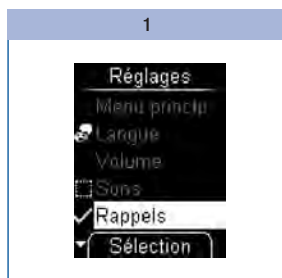 1
Réglages
Menu princip
Langue
Volume
Sons
Rappels
Sélection